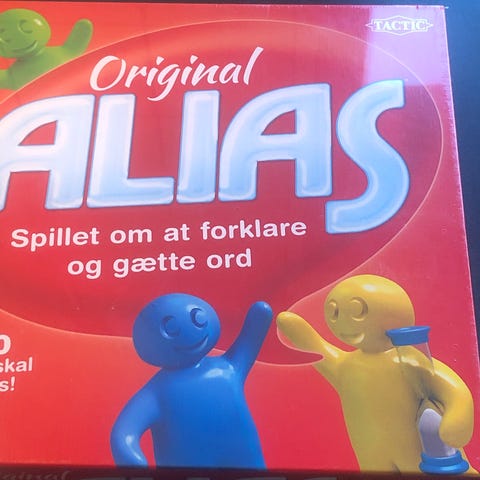 TACTIC
Original
ALIAS
Spillet om at forklare
og gætte ord
skal
s!